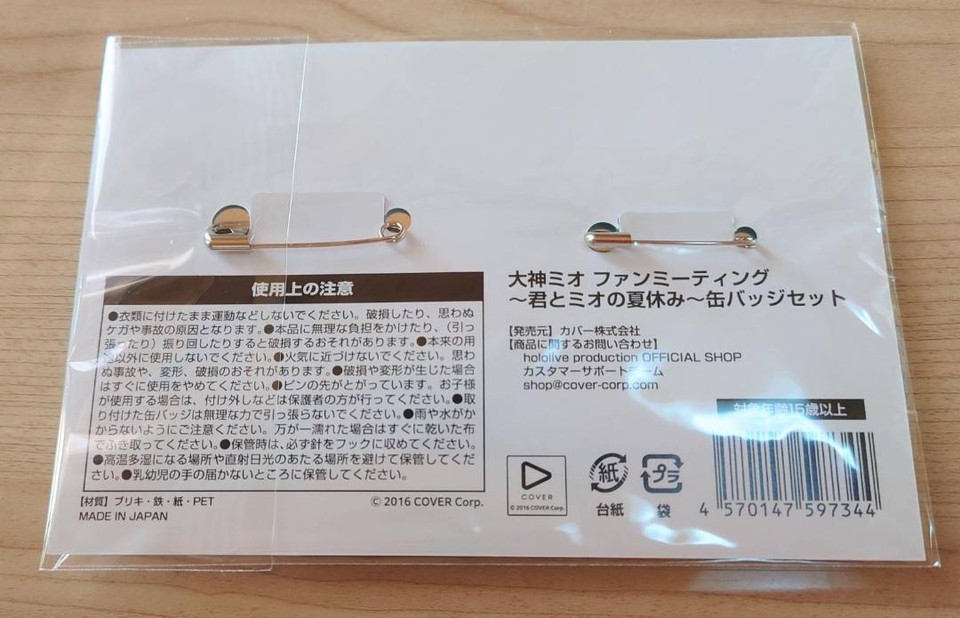 使用上の注意
●衣類に付けたまま運動などしないでください。破損したり、思わぬ
ケガや事故の原因となります。●本品に無理な負担をかけたり、(引っ
張ったり)振り回したりすると破損するおそれがあります。●本来の用
途以外に使用しないでください。●火気に近づけないでください。思わ
ぬ事故や、変形、破損のおそれがあります。●破損や変形が生じた場合
はすぐに使用をやめてください。●ピンの先がとがっています。お子様
が使用する場合は、付け外しなどは保護者の方が行ってください。●取
り付けた缶バッジは無理な力で引っ張らないでください。●雨や水がか
からないようにご注意ください。万が一濡れた場合はすぐに乾いた布
でふき取ってください。●保管時は、必ず針をフックに収めてください。
●高温多湿になる場所や直射日光のあたる場所を避けて保管してくだ
さい。●乳幼児の手の届かないところに保管してください。
【材質】ブリキ・鉄・紙・PET
© 2016 COVER Corp.
MADE IN JAPAN
大神ミオ ファンミーティング
~君とミオの夏休み~缶バッジセット
【発売元】カバー株式会社
【商品に関するお問い合わせ】
hololive production OFFICIAL SHOP
カスタマーサポートチーム
shop@cover-corp.com
対象年齢15歳以上
COVER
© 2016 COVER Corp.
紙
台紙
プラ
袋
4 570147 597344